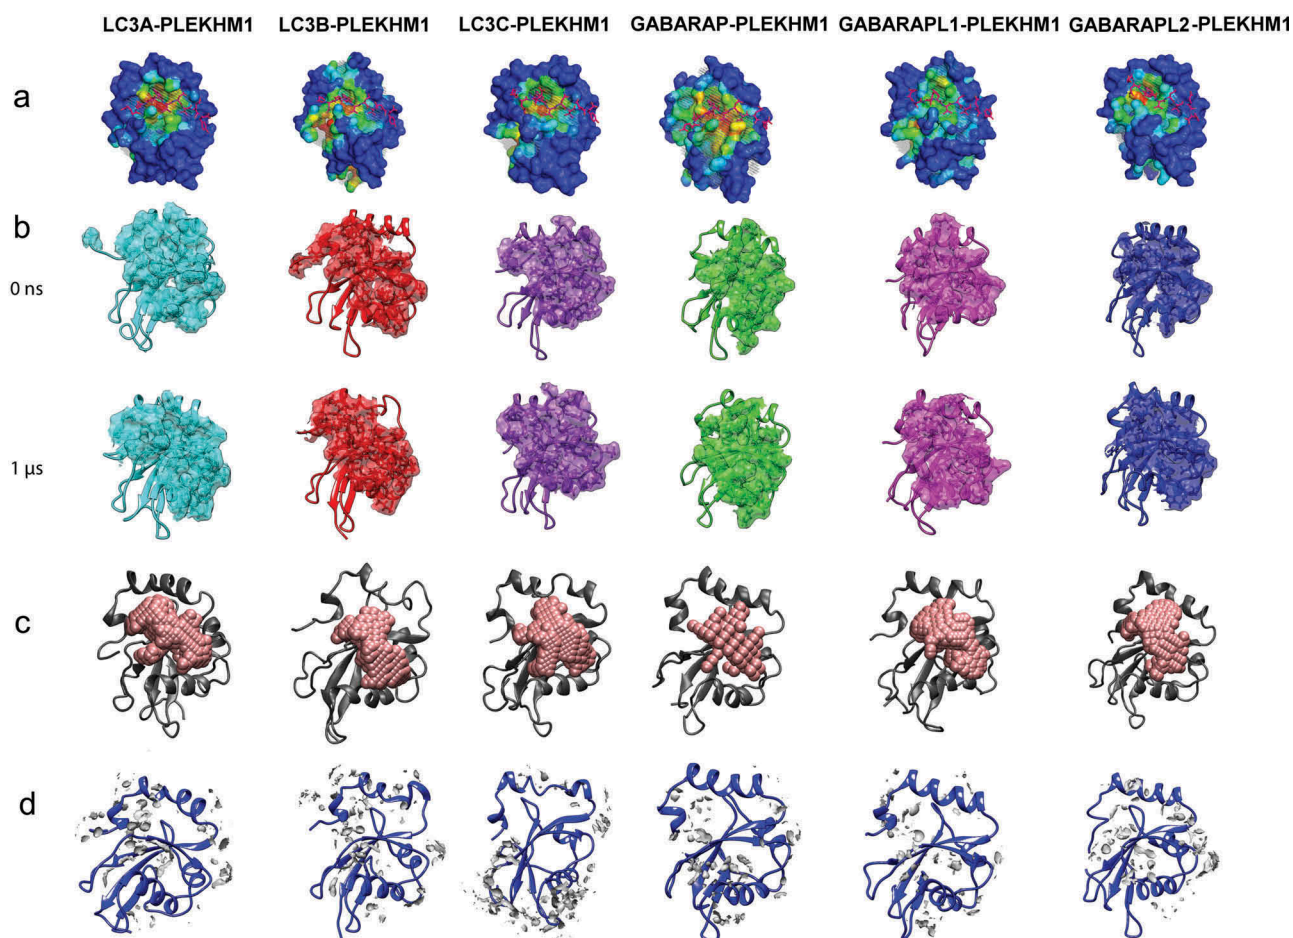 LC3A-PLEKHM1 LC3B-PLEKHM1 LC3C-PLEKHM1 GABARAP-PLEKHM1 GABARAPL1-PLEKHM1 GABARAPL2-PLEKHM1
a
b
0 ns
1 µs
c
d